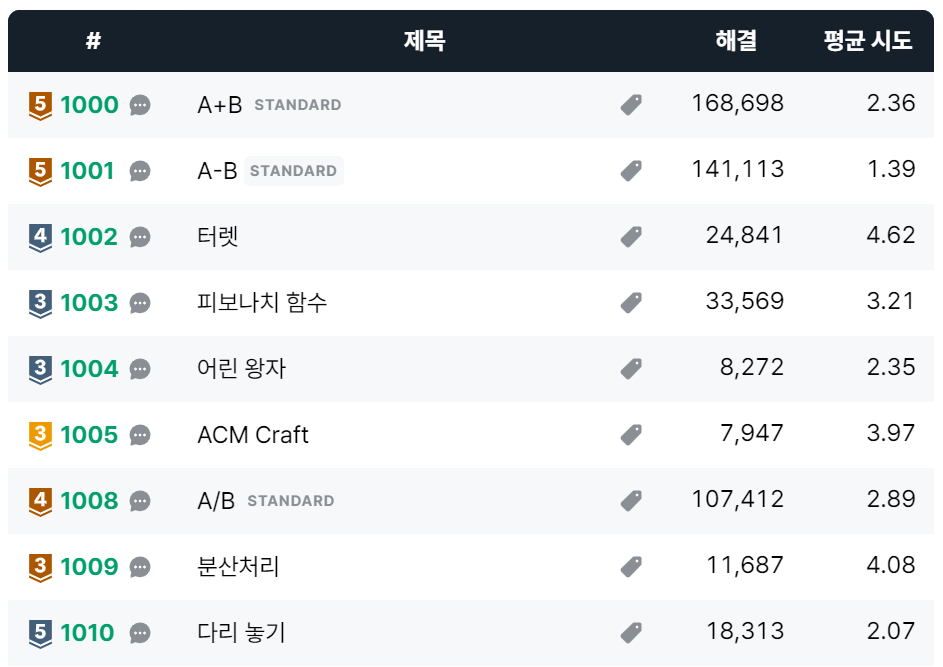 # 제목 해결 평균 시도
5 1000 A+B STANDARD 168,698 2.36
5 1001 A-B STANDARD 141,113 1.39
4 1002 터렛 24,841 4.62
3 1003 피보나치 함수 33,569 3.21
3 1004 어린 왕자 8,272 2.35
3 1005 ACM Craft 7,947 3.97
4 1008 A/B STANDARD 107,412 2.89
3 1009 분산처리 11,687 4.08
5 1010 다리 놓기 18,313 2.07